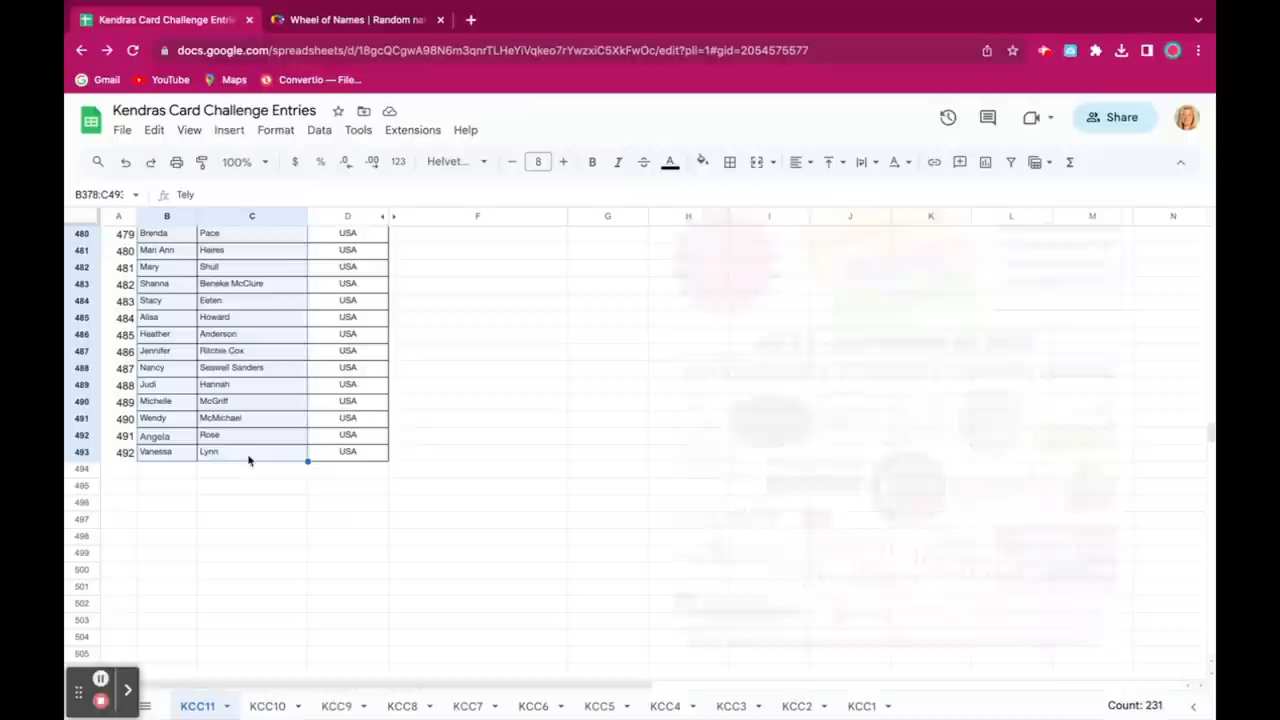 Kendras Card Challenge Entri
Wheel of Names | Random na
docs.google.com/spreadsheets/d/18gcQCgwA98N6m3qnrTLHeYiVqkeo7rYwzxiC5XkFwOc/edit?pli=1#gid=2054575577
Gmail YouTube Maps Convertio — File...
Kendras Card Challenge Entries
File Edit View Insert Format Data Tools Extensions Help
Share
100% $ % .0 .00 123 Helvet... 8 B I A
B378:C493 Tely
A B C D F G H I J K L M N
480 479 Brenda Pace USA
481 480 Mari Ann Heires USA
482 481 Mary Shull USA
483 482 Shanna Beneke McClure USA
484 483 Stacy Eeten USA
485 484 Alisa Howard USA
486 485 Heather Anderson USA
487 486 Jennifer Ritchie Cox USA
488 487 Nancy Seawell Sanders USA
489 488 Judi Hannah USA
490 489 Michelle McGriff USA
491 490 Wendy McMichael USA
492 491 Angela Rose USA
493 492 Vanessa Lynn USA
494
495
496
497
498
499
500
501
502
503
504
505
KCC11 KCC10 KCC9 KCC8 KCC7 KCC6 KCC5 KCC4 KCC3 KCC2 KCC1 Count: 231